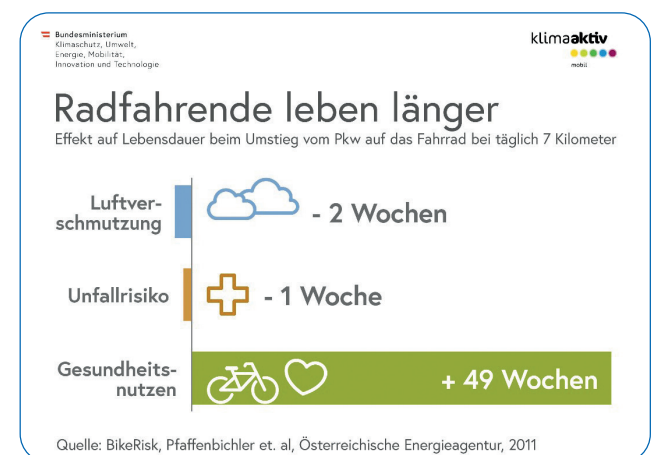 Bundesministerium
Klimaschutz, Umwelt,
Energie, Mobilität,
Innovation und Technologie
klimaaktiv
mobil
Radfahrende leben länger
Effekt auf Lebensdauer beim Umstieg vom Pkw auf das Fahrrad bei täglich 7 Kilometer
Luftver-
schmutzung
- 2 Wochen
Unfallrisiko
- 1 Woche
Gesundheits-
nutzen
+ 49 Wochen
Quelle: BikeRisk, Pfaffenbichler et. al, Österreichische Energieagentur, 2011